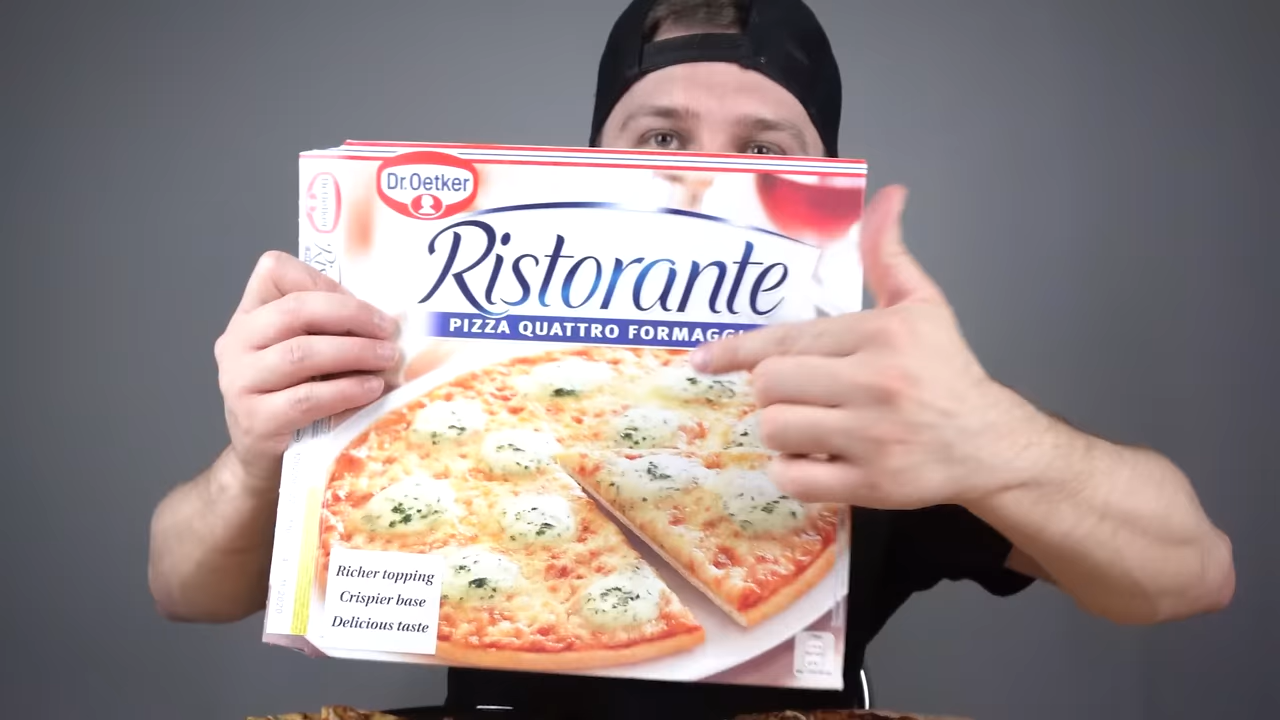 Dr.Oetker
Ristorante
PIZZA QUATTRO FORMAGGI
Richer topping
Crispier base
Delicious taste